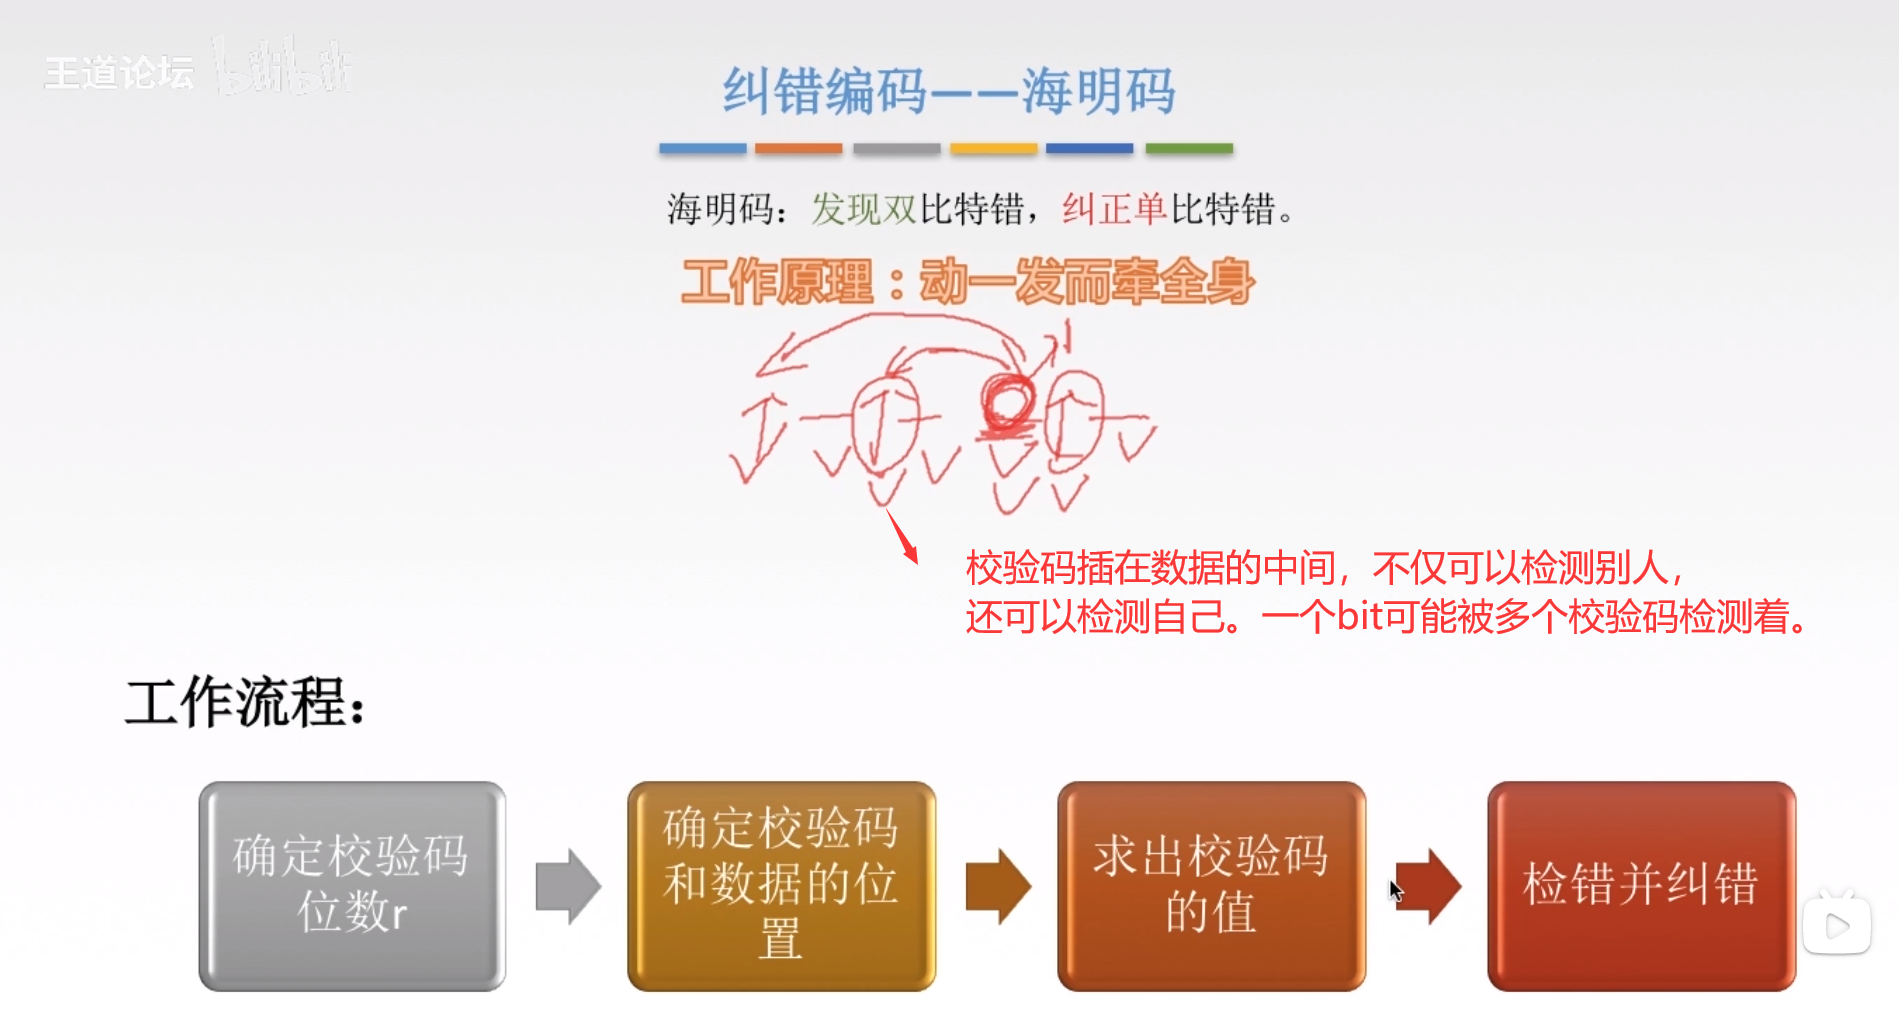 王道论坛 bilibili
纠错编码——海明码
海明码：发现双比特错，纠正单比特错。
工作原理：动一发而牵全身
校验码插在数据的中间，不仅可以检测别人，
还可以检测自己。一个bit可能被多个校验码检测着。
工作流程：
确定校验码
位数r
确定校验码
和数据的位
置
求出校验码
的值
检错并纠错